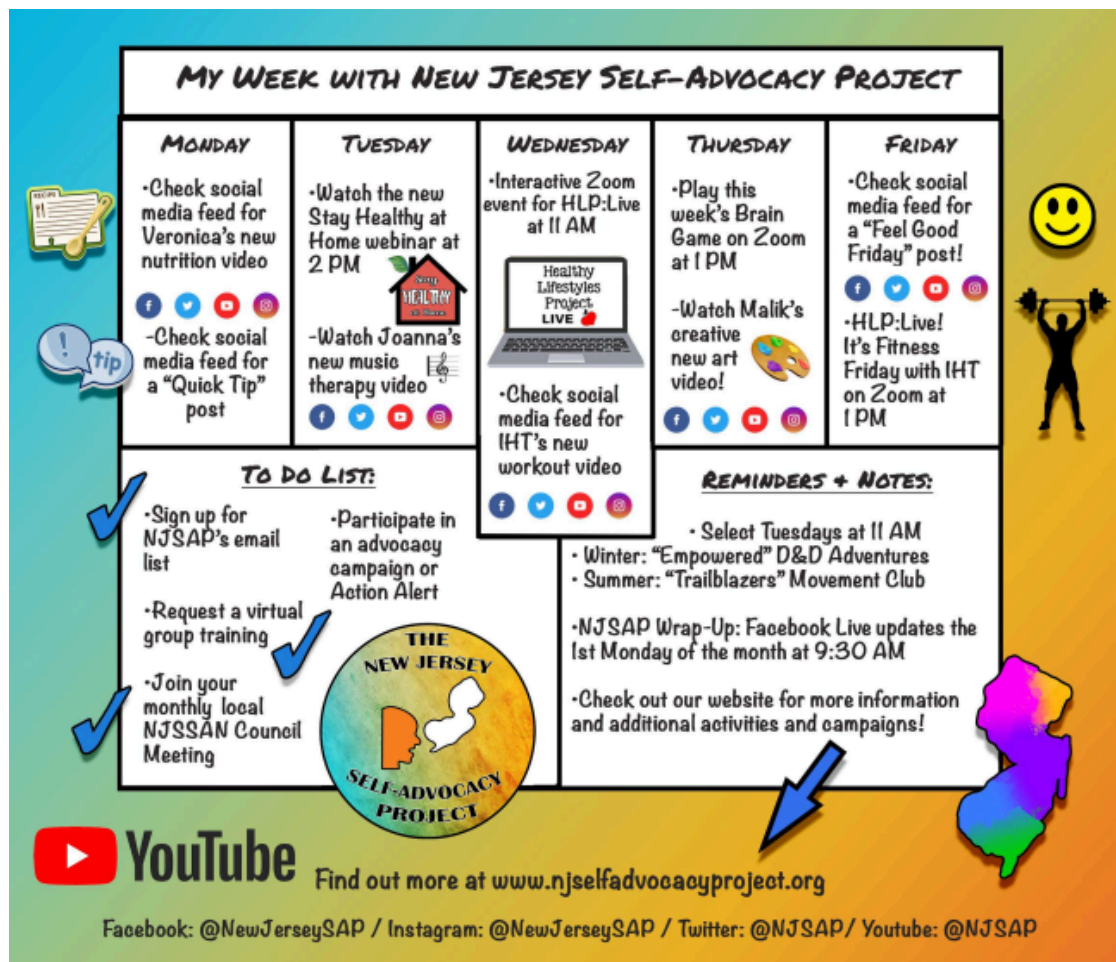 My Week with New Jersey Self-Advocacy Project
Monday
•Check social
media feed for
Veronica's new
nutrition video
-Check social
media feed for
a "Quick Tip"
post
Tuesday
•Watch the new
Stay Healthy at
Home webinar at
2 PM
Stay
HEALTHY
at Home
-Watch Joanna's
new music
therapy video
Wednesday
•Interactive Zoom
event for HLP:Live
at 11 AM
Healthy
Lifestyles
Project
LIVE
•Check social
media feed for
IHT's new
workout video
Thursday
•Play this
week's Brain
Game on Zoom
at 1 PM
-Watch Malik's
creative
new art
video!
Friday
•Check social
media feed for
a "Feel Good
Friday" post!
•HLP:Live!
It's Fitness
Friday with IHT
on Zoom at
1 PM
RECIPE
!
tip
To Do List:
•Sign up for
NJSAP's email
list
•Request a virtual
group training
•Join your
monthly local
NJSSAN Council
Meeting
•Participate in
an advocacy
campaign or
Action Alert
THE
NEW JERSEY
SELF-ADVOCACY
PROJECT
Reminders + Notes:
• Select Tuesdays at 11 AM
• Winter: "Empowered" D&D Adventures
• Summer: "Trailblazers" Movement Club
•NJSAP Wrap-Up: Facebook Live updates the
1st Monday of the month at 9:30 AM
•Check out our website for more information
and additional activities and campaigns!
YouTube
Find out more at www.njselfadvocacyproject.org
Facebook: @NewJerseySAP / Instagram: @NewJerseySAP / Twitter: @NJSAP/ Youtube: @NJSAP